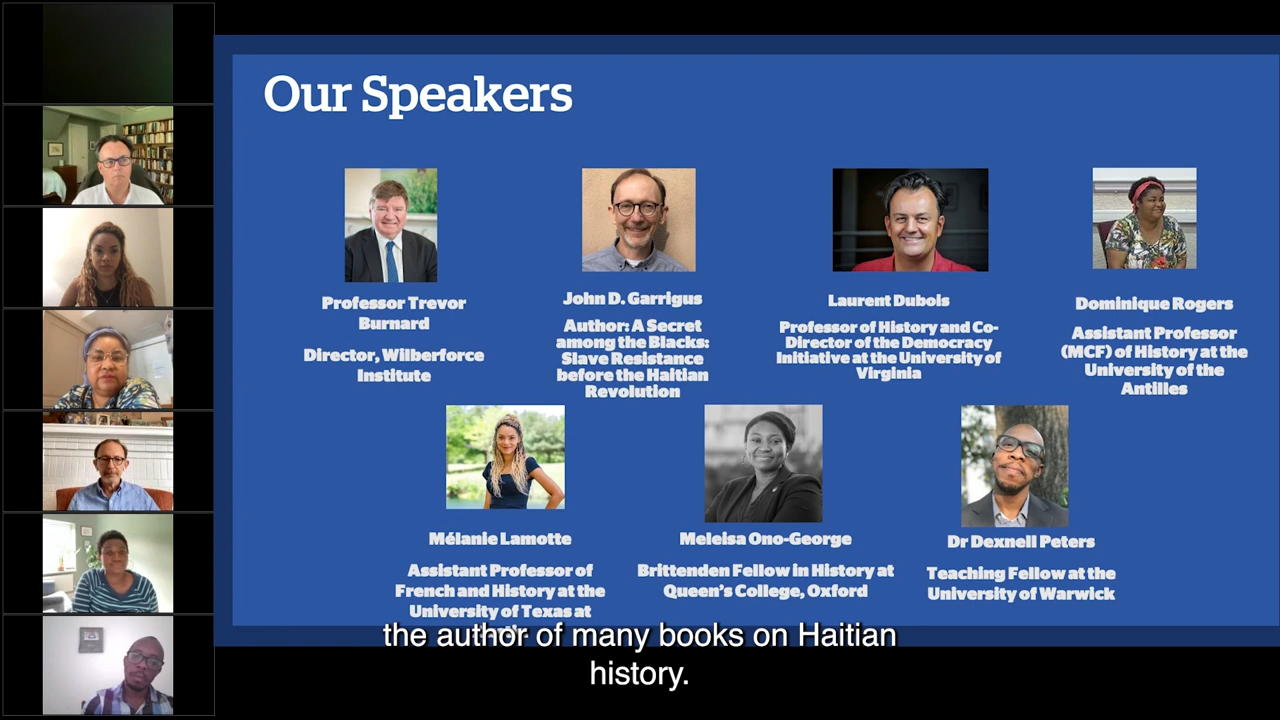 Our Speakers
Professor Trevor
Burnard
Director, Wilberforce
Institute
John D. Garrigus
Author: A Secret
among the Blacks:
Slave Resistance
before the Haitian
Revolution
Laurent Dubois
Professor of History and Co-
Director of the Democracy
Initiative at the University of
Virginia
Dominique Rogers
Assistant Professor
(MCF) of History at the
University of the
Antilles
Mélanie Lamotte
Assistant Professor of
French and History at the
University of Texas at
Meleisa Ono-George
Brittenden Fellow in History at
Queen's College, Oxford
Dr Dexnell Peters
Teaching Fellow at the
University of Warwick
the author of many books on Haitian
history.